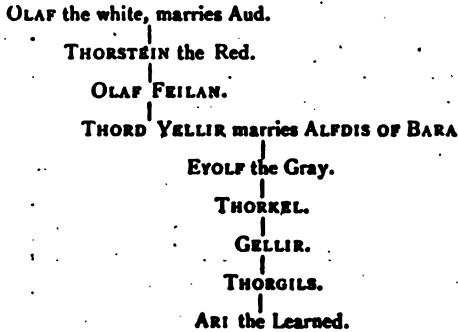 OLAF the white, marries Aud.
THORSTEIN the Red.
OLAF FEILAN.
THORD YELLIR marries ALFDIS OF BARA
EYOLF the Gray.
THORKEL.
GELLIR.
THORGILS.
ARI the Learned.